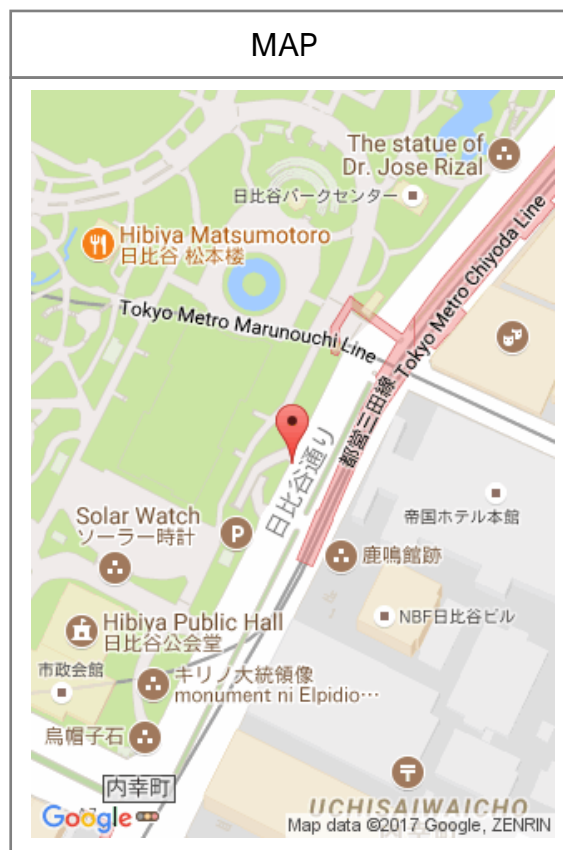 MAP
The statue of
Dr. Jose Rizal
日比谷パークセンター
Hibiya Matsumotoro
日比谷 松本楼
Tokyo Metro Marunouchi Line
Tokyo Metro Chiyoda Line
都営三田線
日比谷通り
帝国ホテル本館
Solar Watch
ソーラー時計
P
鹿鳴館跡
NBF日比谷ビル
Hibiya Public Hall
日比谷公会堂
市政会館
キリノ大統領像
monument ni Elpidio…
烏帽子石
内幸町
UCHISAIWAICHO
Google
Map data ©2017 Google, ZENRIN